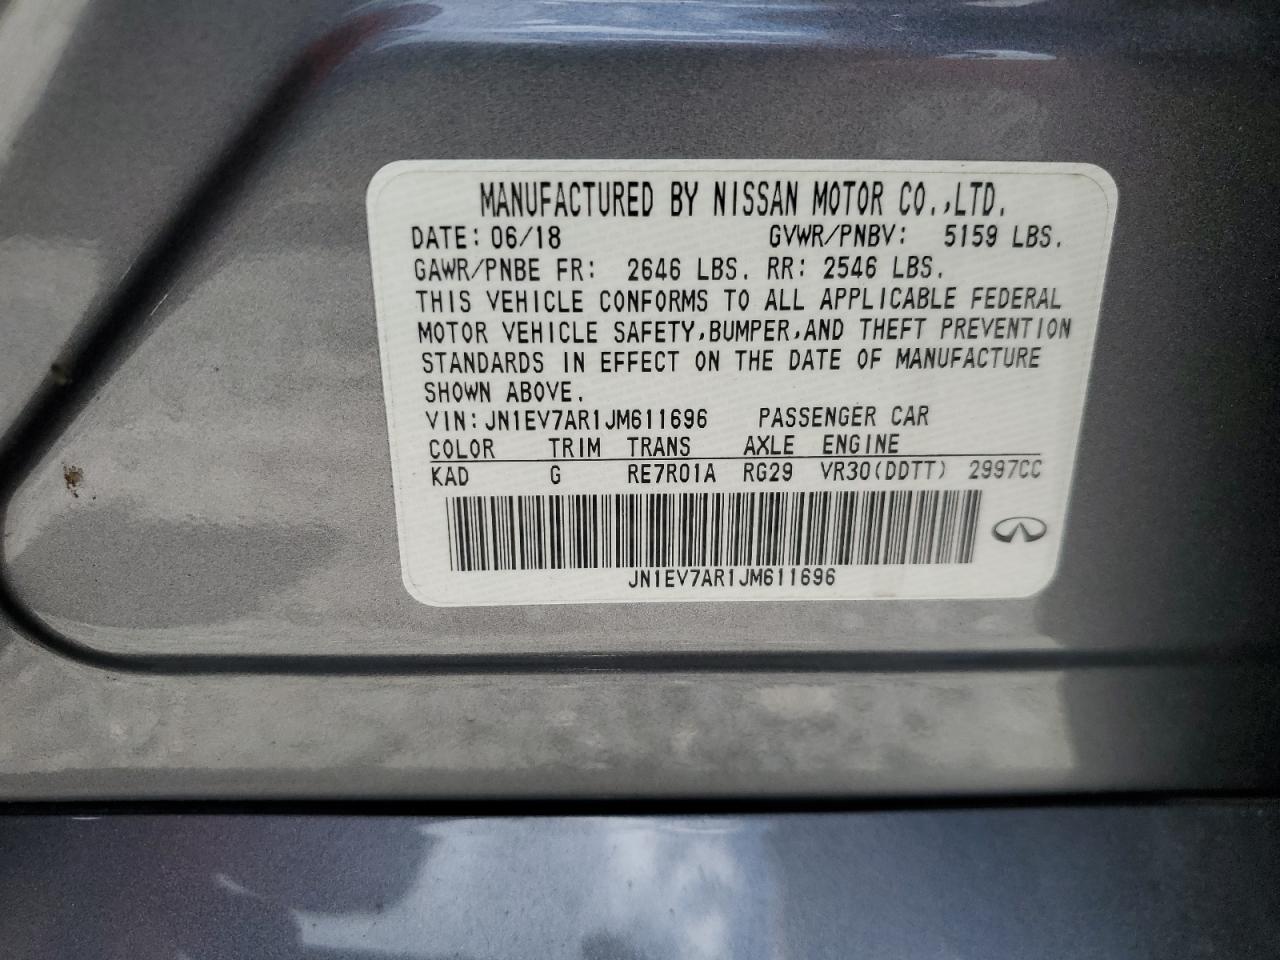 MANUFACTURED BY NISSAN MOTOR CO.,LTD.
DATE: 06/18 GVWR/PNBV: 5159 LBS.
GAWR/PNBE FR: 2646 LBS. RR: 2546 LBS.
THIS VEHICLE CONFORMS TO ALL APPLICABLE FEDERAL
MOTOR VEHICLE SAFETY,BUMPER,AND THEFT PREVENTION
STANDARDS IN EFFECT ON THE DATE OF MANUFACTURE
SHOWN ABOVE.
VIN:JN1EV7AR1JM611696 PASSENGER CAR
COLOR TRIM TRANS AXLE ENGINE
KAD G RE7R01A RG29 VR30(DDTT) 2997CC
JN1EV7AR1JM611696